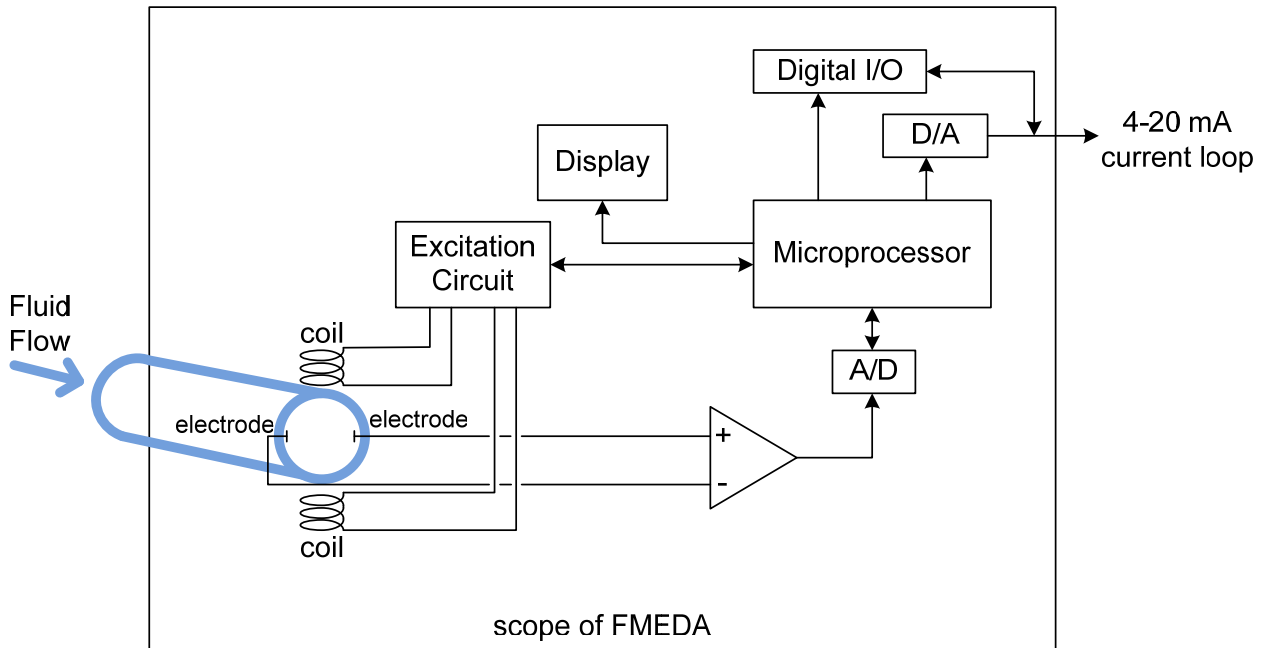 Digital I/O
D/A
4-20 mA
current loop
Display
Excitation
Circuit
Microprocessor
Fluid
Flow
coil
A/D
electrode
electrode
+
-
coil
scope of FMEDA